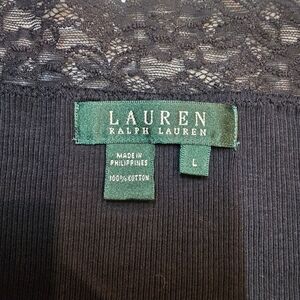 LAUREN
RALPH LAUREN
MADE IN
PHILIPPINES
100% COTTON
L